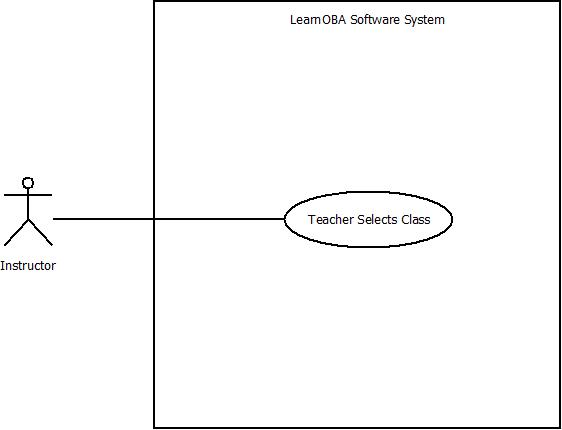 LearnOBA Software System
Teacher Selects Class
Instructor